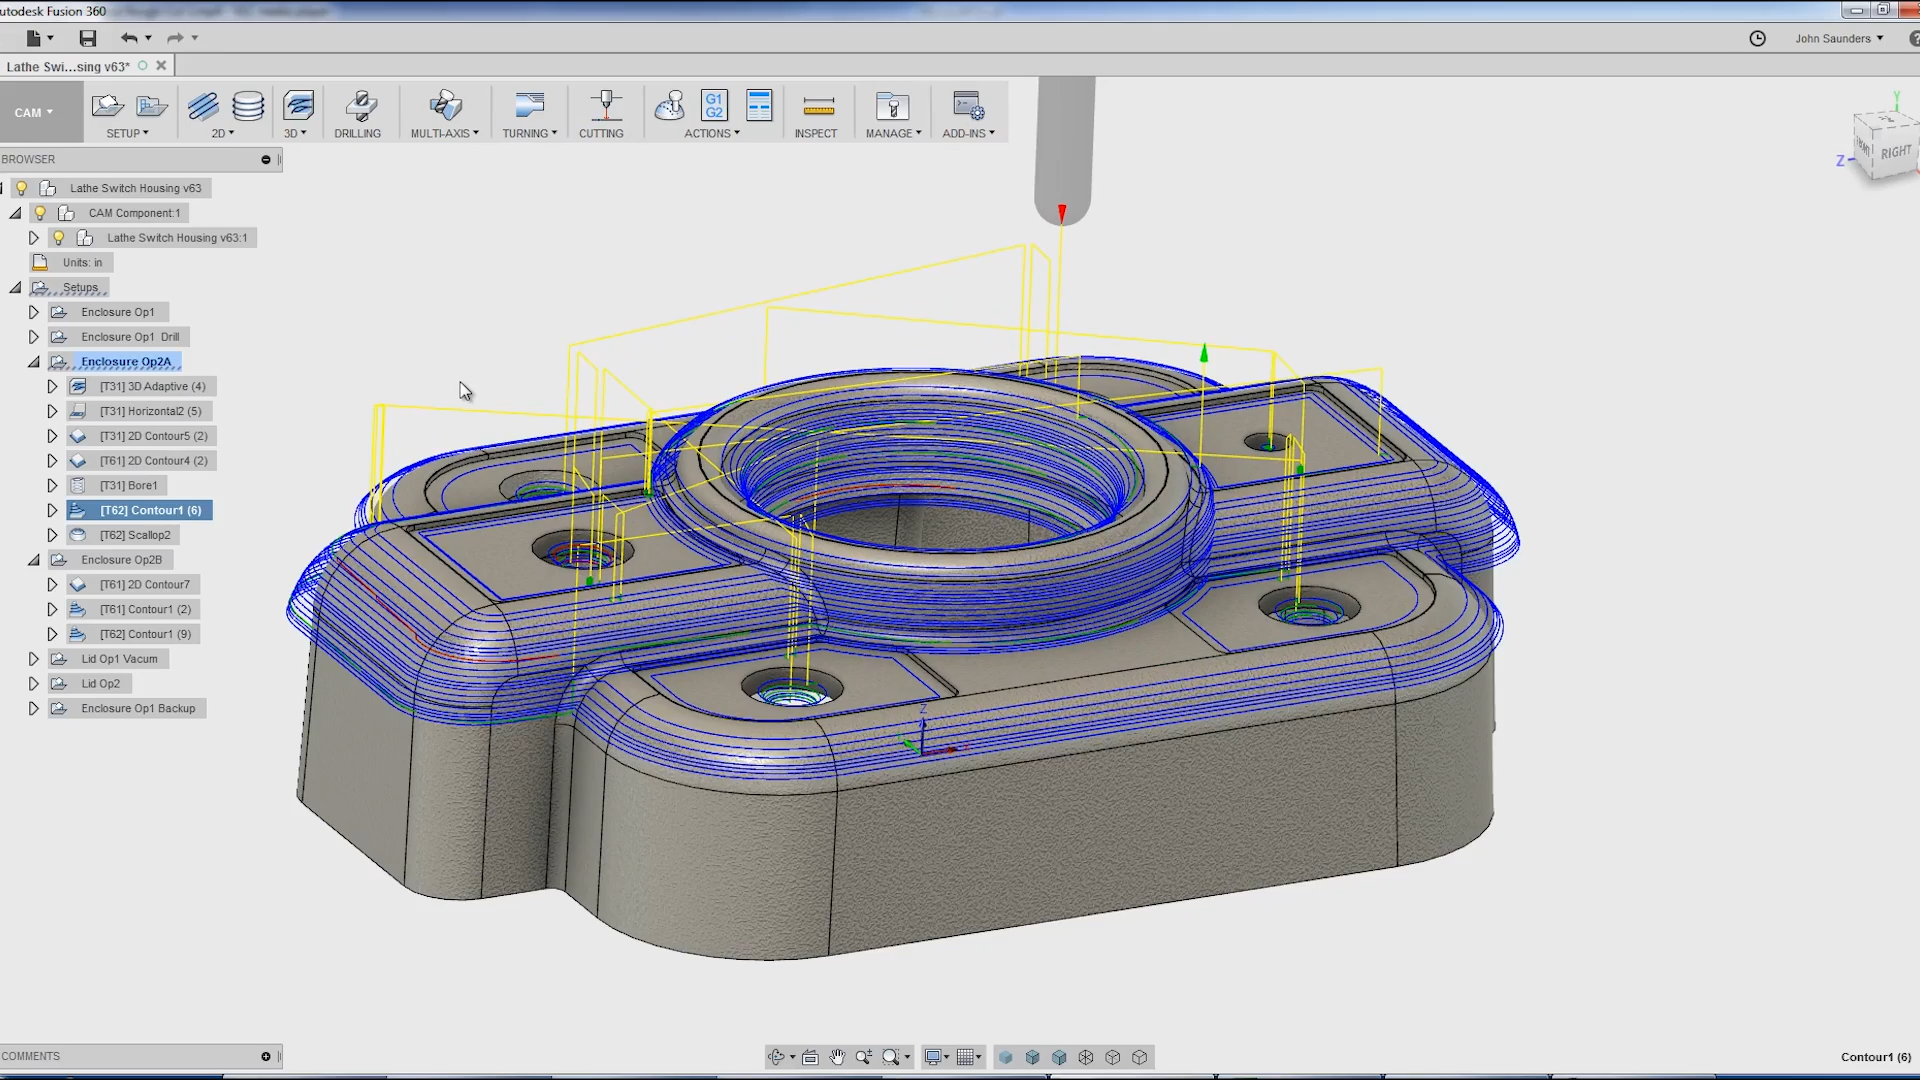 utodesk Fusion 360
John Saunders
Lathe Swi...sing v63*
CAM
SETUP
2D
3D
DRILLING
MULTI-AXIS
TURNING
CUTTING
G1
G2
ACTIONS
INSPECT
MANAGE
ADD-INS
Y
Z
RIGHT
BROWSER
Lathe Switch Housing v63
CAM Component:1
Lathe Switch Housing v63:1
Units: in
Setups
Enclosure Op1
Enclosure Op1 Drill
Enclosure Op2A
[T31] 3D Adaptive (4)
[T31] Horizontal2 (5)
[T31] 2D Contour5 (2)
[T61] 2D Contour4 (2)
[T31] Bore1
[T62] Contour1 (6)
[T62] Scallop2
Enclosure Op2B
[T61] 2D Contour7
[T61] Contour1 (2)
[T62] Contour1 (9)
Lid Op1 Vacum
Lid Op2
Enclosure Op1 Backup
Z
COMMENTS
Contour1 (6)